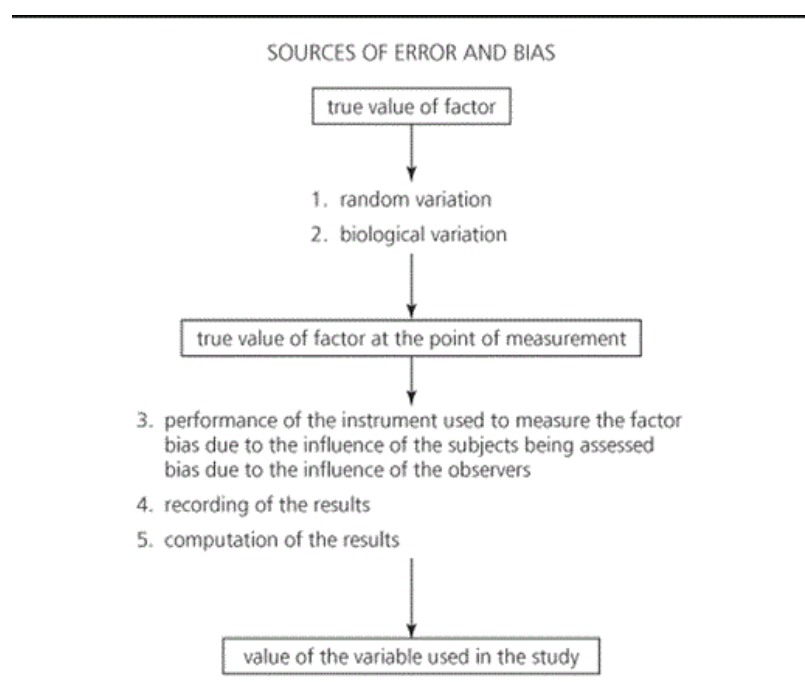 SOURCES OF ERROR AND BIAS
true value of factor
1. random variation
2. biological variation
true value of factor at the point of measurement
3. performance of the instrument used to measure the factor
bias due to the influence of the subjects being assessed
bias due to the influence of the observers
4. recording of the results
5. computation of the results
value of the variable used in the study